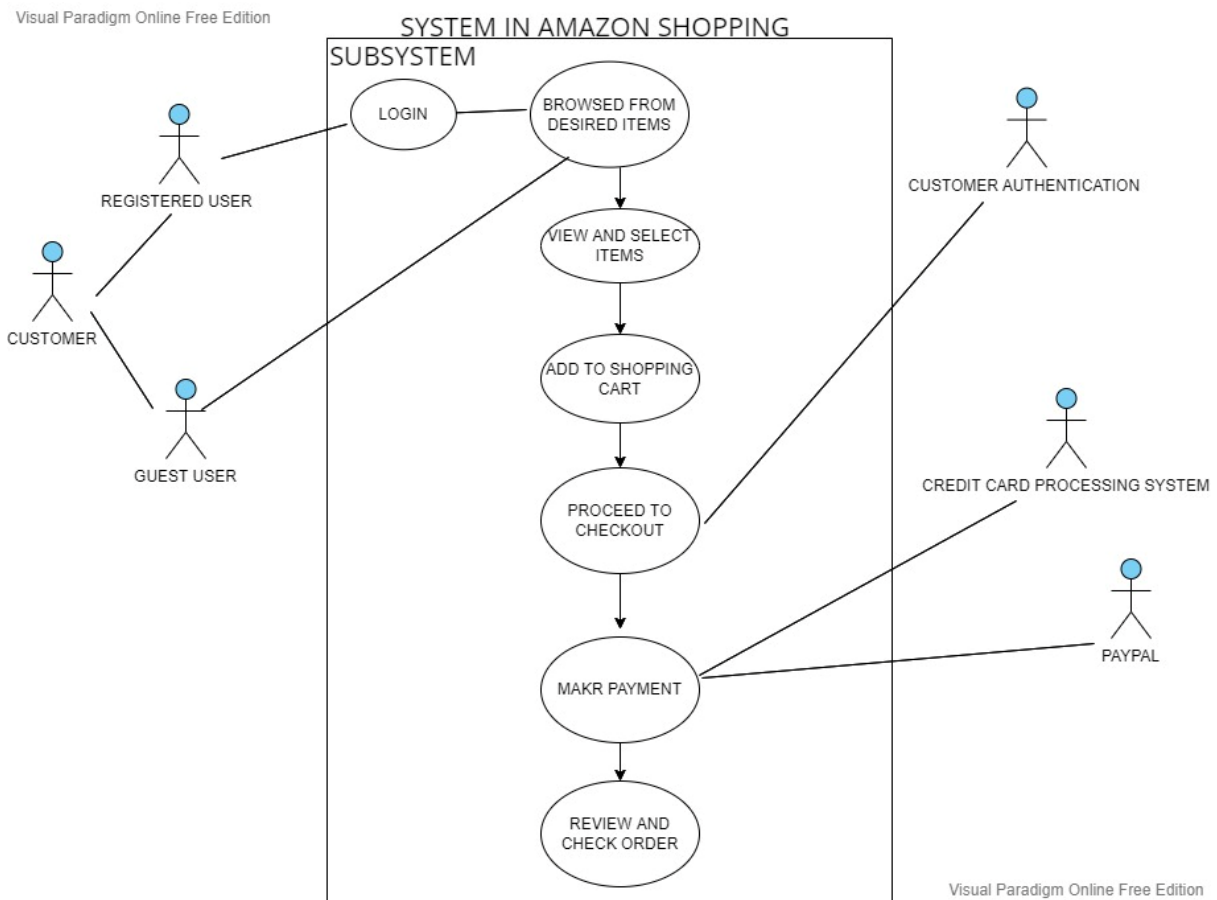 Visual Paradigm Online Free Edition
SYSTEM IN AMAZON SHOPPING
SUBSYSTEM
LOGIN
BROWSED FROM
DESIRED ITEMS
REGISTERED USER
CUSTOMER AUTHENTICATION
VIEW AND SELECT
ITEMS
CUSTOMER
ADD TO SHOPPING
CART
GUEST USER
CREDIT CARD PROCESSING SYSTEM
PROCEED TO
CHECKOUT
PAYPAL
MAKR PAYMENT
REVIEW AND
CHECK ORDER
Visual Paradigm Online Free Edition